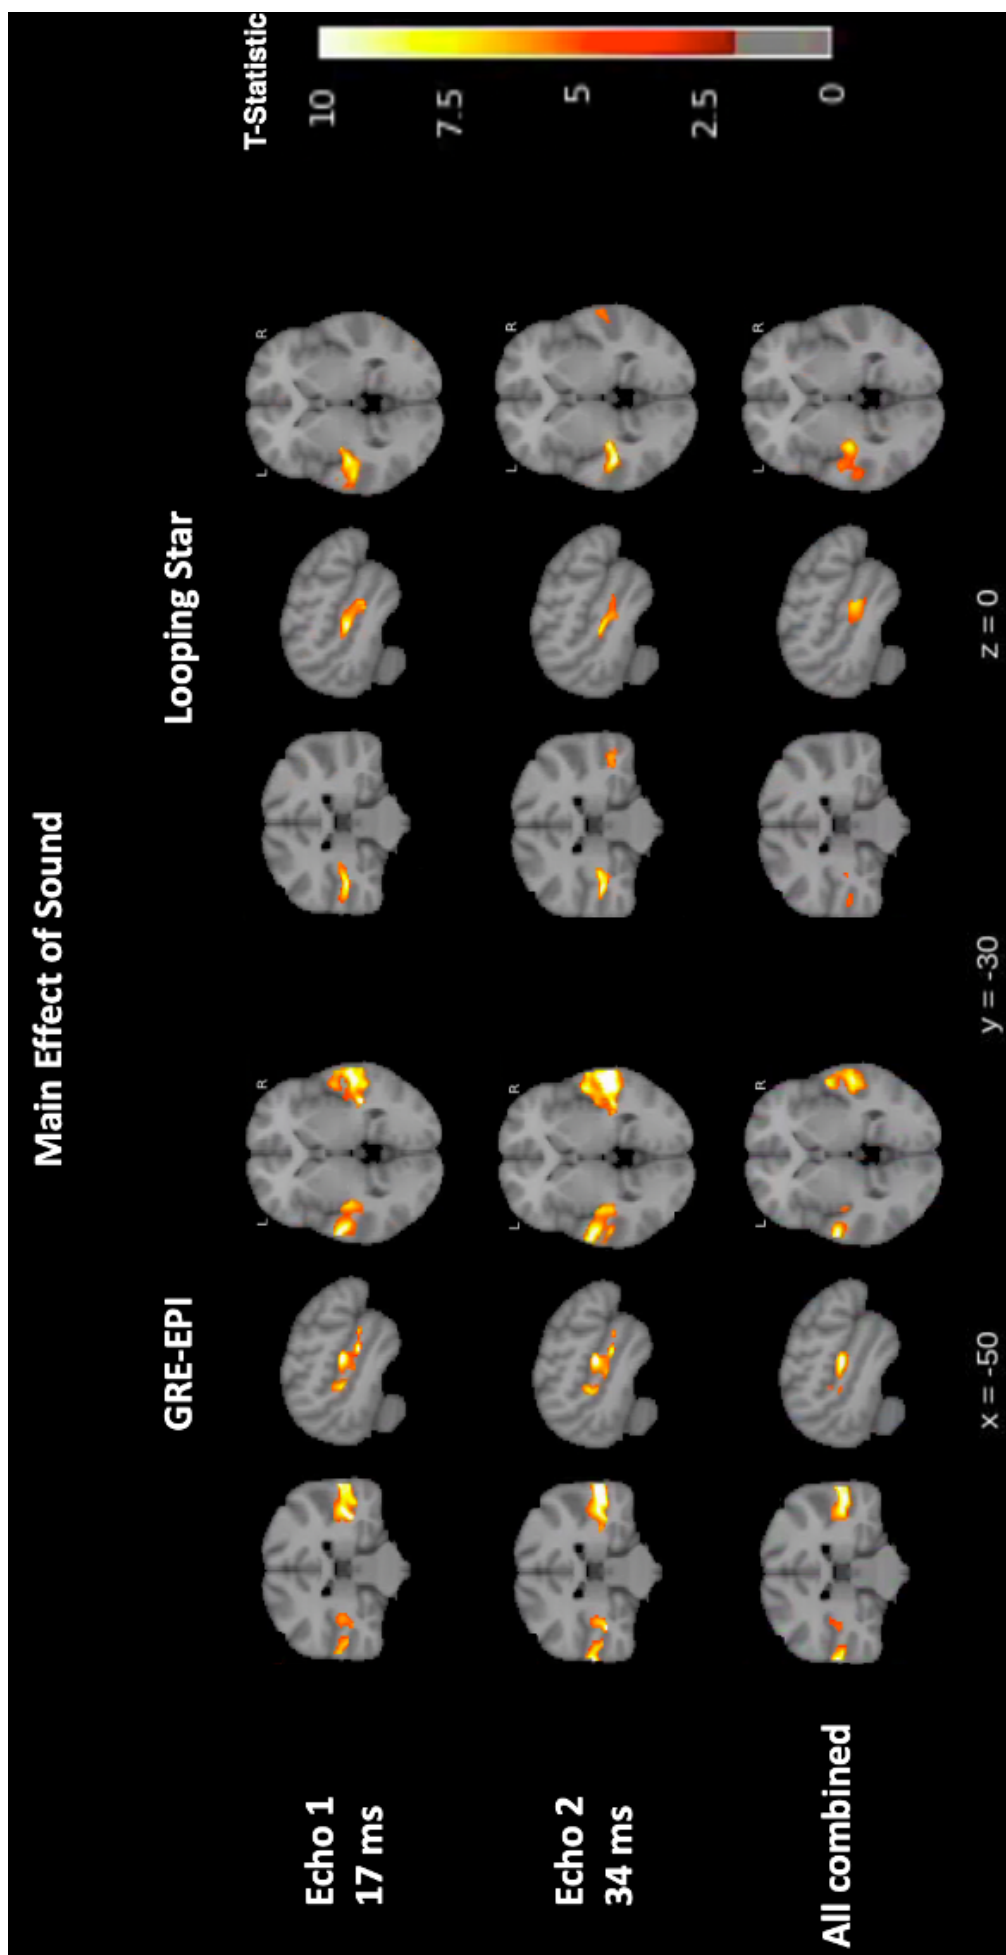 Main Effect of Sound
GRE-EPI
Looping Star
T-Statistic
10
7.5
5
2.5
0
Echo 1
17 ms
L
R
L
R
Echo 2
34 ms
L
R
L
R
All combined
L
R
L
R
x = -50
y = -30
z = 0